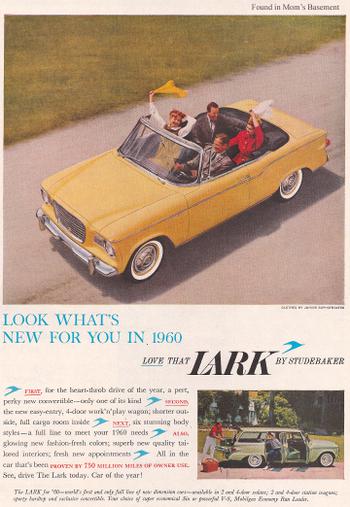 Found in Mom's Basement
LOOK WHAT'S
NEW FOR YOU IN 1960
LOVE THAT LARK BY STUDEBAKER
FIRST, for the heart-throb drive of the year, a pert,
perky new convertible—only one of its kind SECOND,
the new easy-entry, 4-door work'n'play wagon; shorter out-
side, full cargo room inside NEXT, six stunning body
styles—a full line to meet your 1960 needs ALSO,
glowing new fashion-fresh colors; superb new quality tai-
lored interiors; fresh new appointments All in the
car that's been PROVEN BY 750 MILLION MILES OF OWNER USE.
See, drive The Lark today. Car of the year!
The LARK for '60—world's first and only full line of new dimension cars—available in 2 and 4-door sedans; 2 and 4-door station wagons;
sporty hardtop and exclusive convertible. Your choice of super economical Six or powerful V-8, Mobilgas Economy Run Leader.